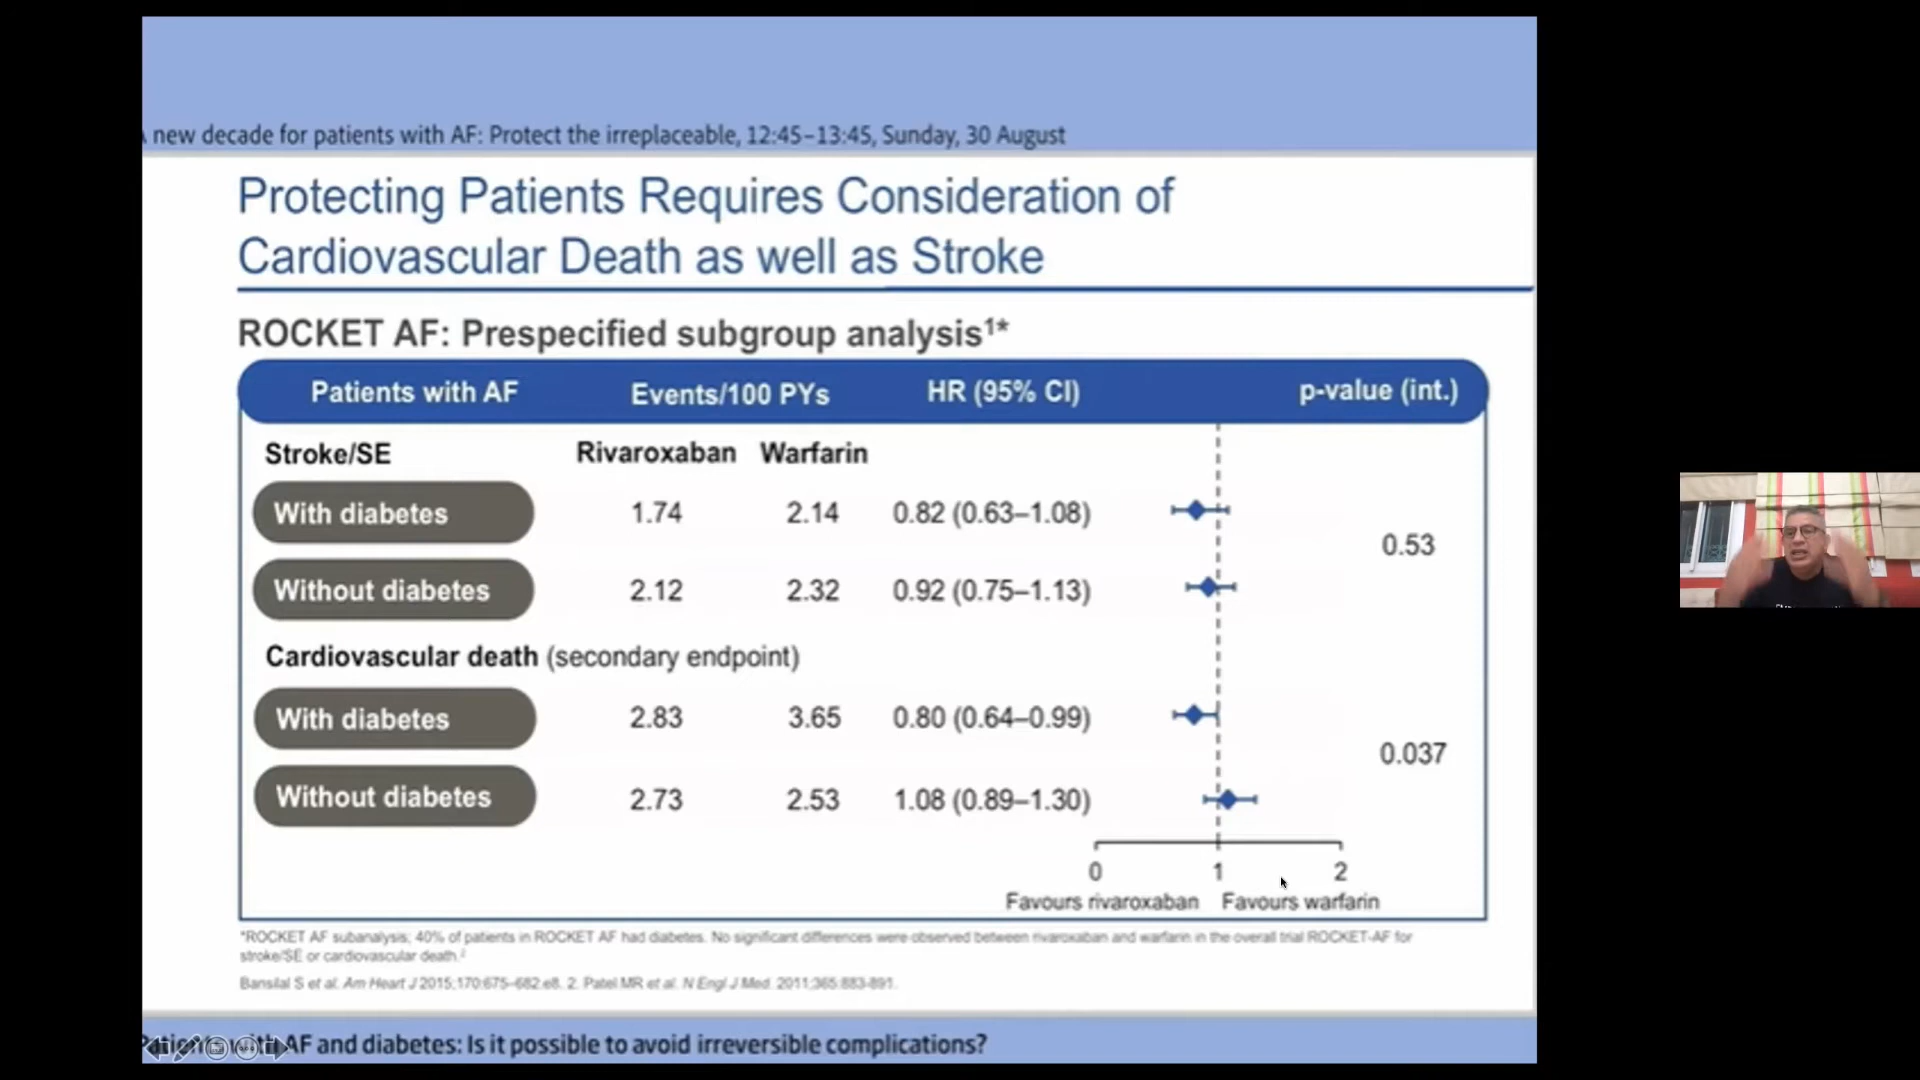 new decade for patients with AF: Protect the irreplaceable, 12:45–13:45, Sunday, 30 August
Protecting Patients Requires Consideration of
Cardiovascular Death as well as Stroke
ROCKET AF: Prespecified subgroup analysis¹*
Patients with AF Events/100 PYs HR (95% CI) p-value (int.)
Stroke/SE Rivaroxaban Warfarin
With diabetes 1.74 2.14 0.82 (0.63–1.08)
0.53
Without diabetes 2.12 2.32 0.92 (0.75–1.13)
Cardiovascular death (secondary endpoint)
With diabetes 2.83 3.65 0.80 (0.64–0.99)
0.037
Without diabetes 2.73 2.53 1.08 (0.89–1.30)
0 1 2
Favours rivaroxaban Favours warfarin
*ROCKET AF subanalysis; 40% of patients in ROCKET AF had diabetes. No significant differences were observed between rivaroxaban and warfarin in the overall trial ROCKET-AF for
stroke/SE or cardiovascular death.²
Bansilal S et al. Am Heart J 2015;170:675–682.e8. 2. Patel MR et al. N Engl J Med. 2011;365:883-891.
AF and diabetes: Is it possible to avoid irreversible complications?